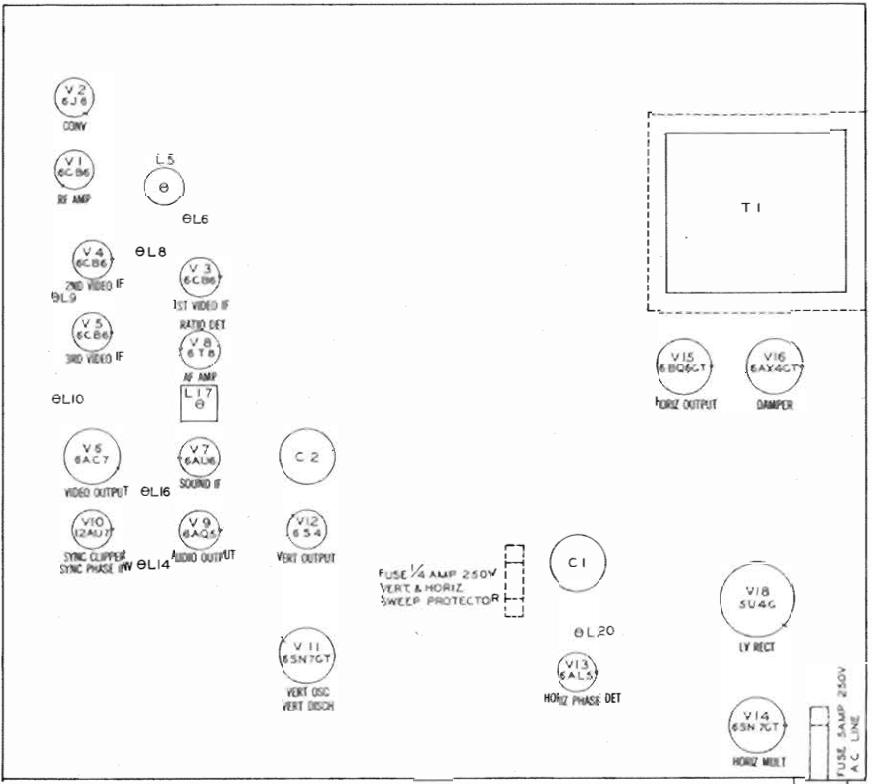 V2
6J6
CONV
V1
6CB6
RF AMP
L5
L6
L8
V4
6CB6
2ND VIDEO IF
L9
V3
6CB6
1ST VIDEO IF
V5
6CB6
3RD VIDEO IF
RATIO DET
V8
6T8
AF AMP
L10
L17
T1
V15
6BQ6GT
HORIZ OUTPUT
V16
6AX4GT
DAMPER
V6
6AC7
VIDEO OUTPUT
L16
V7
6AU6
SOUND IF
C2
V10
12AU7
SYNC CLIPPER
SYNC PHASE INV
L14
V9
6AQ5
AUDIO OUTPUT
V12
6S4
VERT OUTPUT
FUSE 1/4 AMP 250V
VERT & HORIZ
SWEEP PROTECTOR
C1
L20
V18
5U4G
LV RECT
V11
6SN7GT
VERT OSC
VERT DISCH
V13
6AL5
HORIZ PHASE DET
V14
6SN7GT
HORIZ MULT
FUSE 5AMP 250V
AC LINE